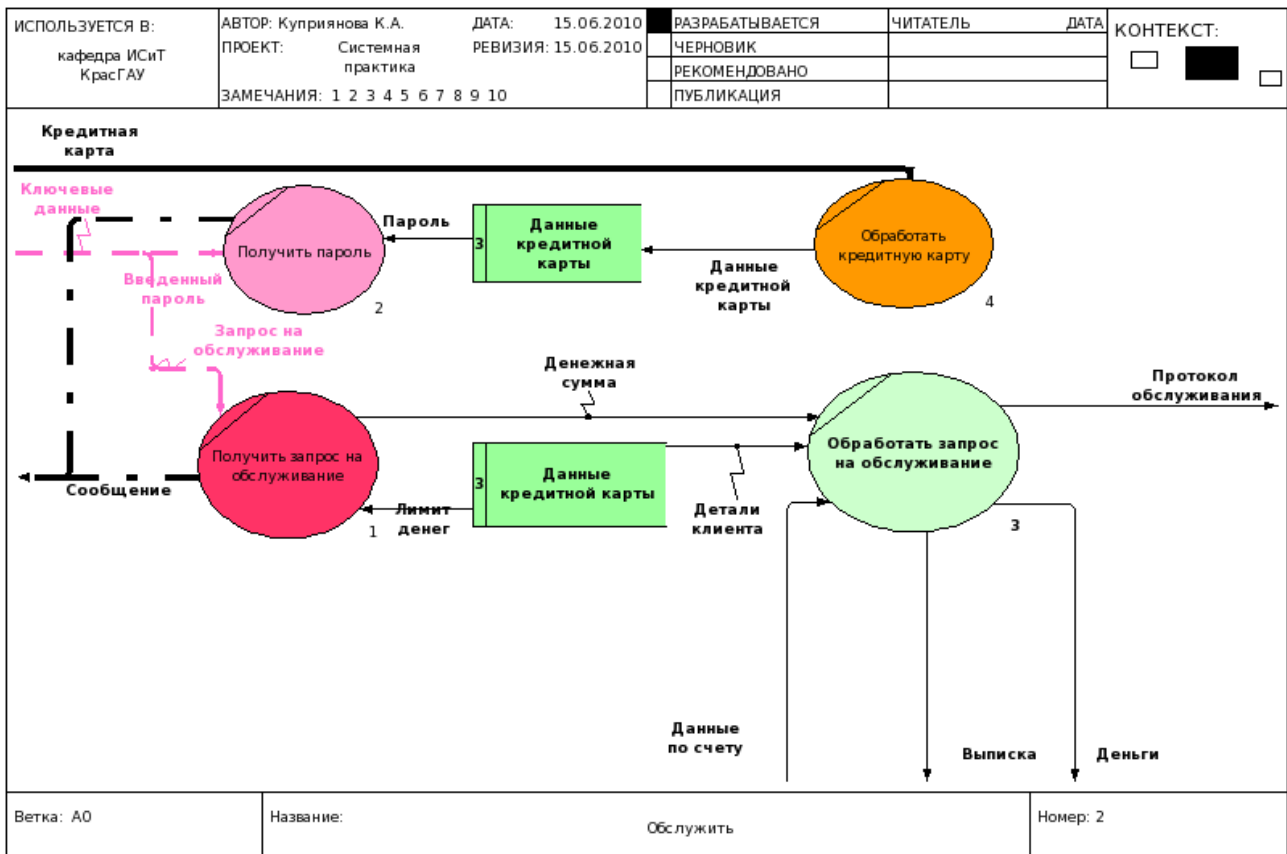 ИСПОЛЬЗУЕТСЯ В:
кафедра ИСиТ
КрасГАУ
АВТОР: Куприянова К.А.
ДАТА: 15.06.2010
ПРОЕКТ: Системная
практика
РЕВИЗИЯ: 15.06.2010
ЗАМЕЧАНИЯ: 1 2 3 4 5 6 7 8 9 10
РАЗРАБАТЫВАЕТСЯ
ЧЕРНОВИК
РЕКОМЕНДОВАНО
ПУБЛИКАЦИЯ
ЧИТАТЕЛЬ ДАТА
КОНТЕКСТ:
Кредитная
карта
Ключевые
данные
Получить пароль
2
Пароль
3
Данные
кредитной
карты
Данные
кредитной
карты
Обработать
кредитную карту
4
Введенный
пароль
Запрос на
обслуживание
Денежная
сумма
Протокол
обслуживания
Получить запрос на
обслуживание
1
Сообщение
3
Данные
кредитной карты
Лимит
денег
Детали
клиента
Обработать запрос
на обслуживание
3
Данные
по счету
Выписка
Деньги
Ветка: A0
Название:
Обслужить
Номер: 2